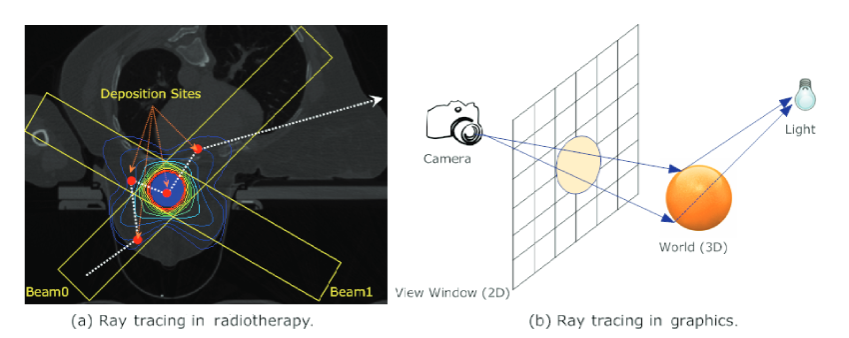 Deposition Sites
Beam0
Beam1
(a) Ray tracing in radiotherapy.
Camera
Light
World (3D)
View Window (2D)
(b) Ray tracing in graphics.